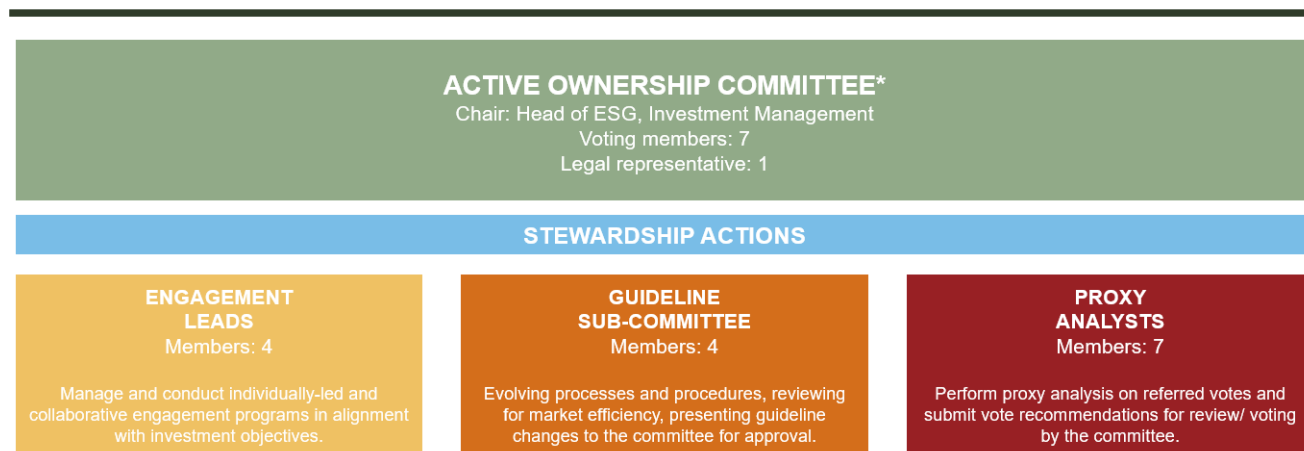 ACTIVE OWNERSHIP COMMITTEE*
Chair: Head of ESG, Investment Management
Voting members: 7
Legal representative: 1
STEWARDSHIP ACTIONS
ENGAGEMENT
LEADS
Members: 4
Manage and conduct individually-led and
collaborative engagement programs in alignment
with investment objectives.
GUIDELINE
SUB-COMMITTEE
Members: 4
Evolving processes and procedures, reviewing
for market efficiency, presenting guideline
changes to the committee for approval.
PROXY
ANALYSTS
Members: 7
Perform proxy analysis on referred votes and
submit vote recommendations for review/ voting
by the committee.